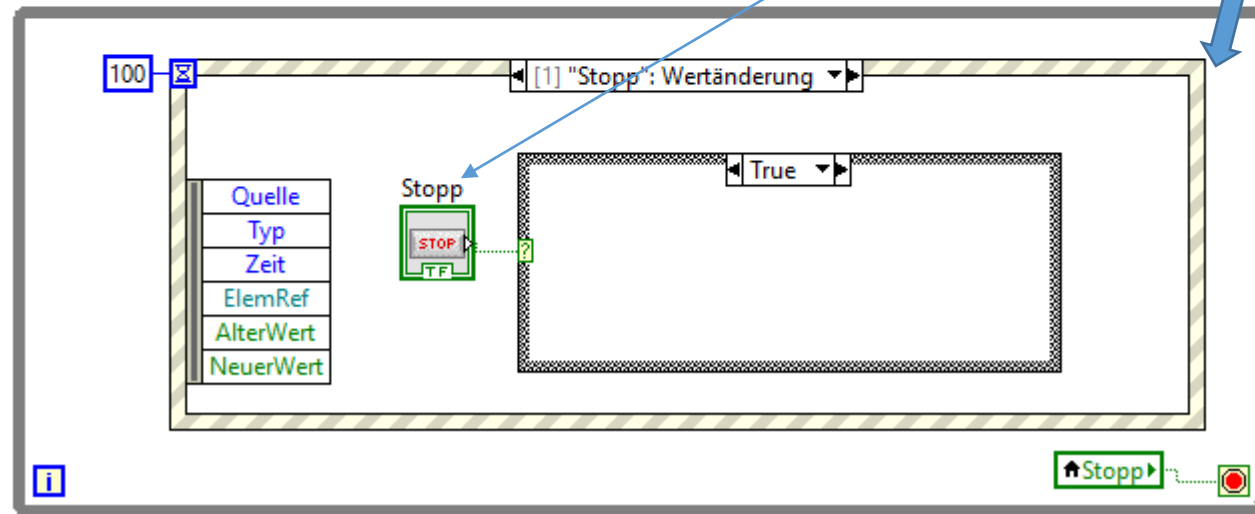 100
[1] "Stopp": Wertänderung
True
Quelle
Typ
Zeit
ElemRef
AlterWert
NeuerWert
Stopp
STOP
TF
?
i
Stopp